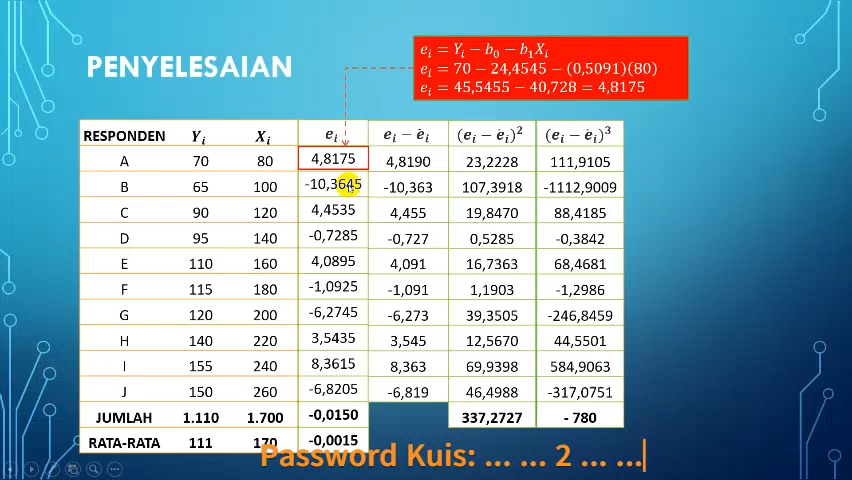 PENYELESAIAN
eᵢ = Yᵢ − b₀ − b₁Xᵢ
eᵢ = 70 − 24,4545 − (0,5091)(80)
eᵢ = 45,5455 − 40,728 = 4,8175
RESPONDEN Yᵢ Xᵢ eᵢ eᵢ − ēᵢ (eᵢ − ēᵢ)² (eᵢ − ēᵢ)³
A 70 80 4,8175 4,8190 23,2228 111,9105
B 65 100 -10,3645 -10,363 107,3918 -1112,9009
C 90 120 4,4535 4,455 19,8470 88,4185
D 95 140 -0,7285 -0,727 0,5285 -0,3842
E 110 160 4,0895 4,091 16,7363 68,4681
F 115 180 -1,0925 -1,091 1,1903 -1,2986
G 120 200 -6,2745 -6,273 39,3505 -246,8459
H 140 220 3,5435 3,545 12,5670 44,5501
I 155 240 8,3615 8,363 69,9398 584,9063
J 150 260 -6,8205 -6,819 46,4988 -317,0751
JUMLAH 1.110 1.700 -0,0150 337,2727 - 780
RATA-RATA 111 170 -0,0015
Password Kuis: ... ... 2 ... ...|